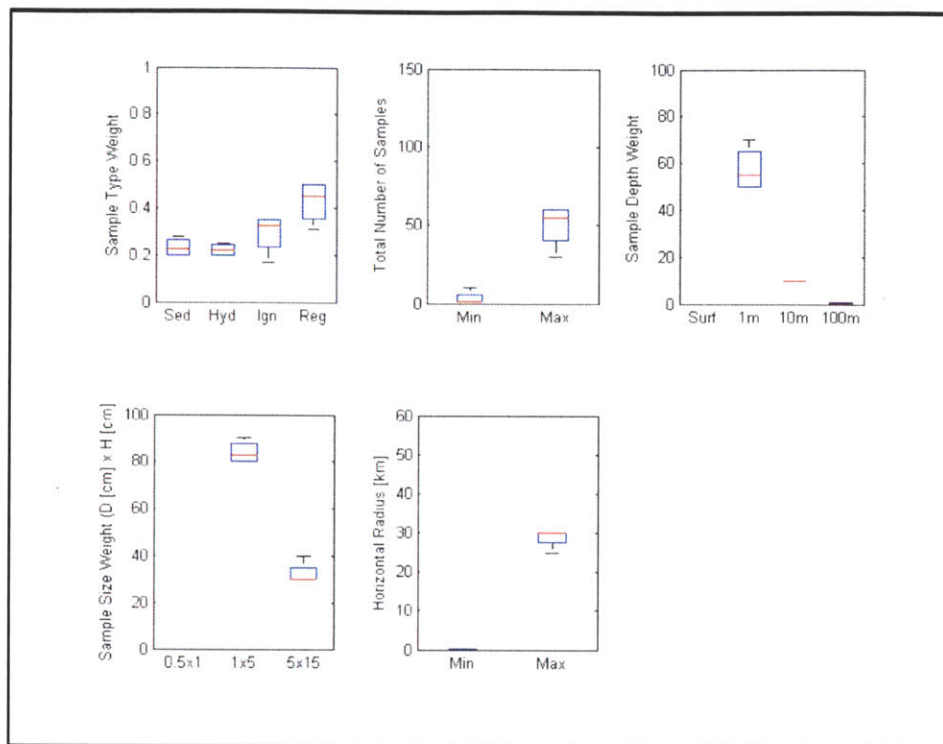 Sample Type Weight
1
0.8
0.6
0.4
0.2
0
Sed Hyd Ign Reg
Total Number of Samples
150
100
50
0
Min Max
Sample Depth Weight
100
80
60
40
20
0
Surf 1m 10m 100m
Sample Size Weight (D [cm] x H [cm]
100
80
60
40
20
0
0.5x1 1x5 5x15
Horizontal Radius [km]
60
50
40
30
20
10
0
Min Max